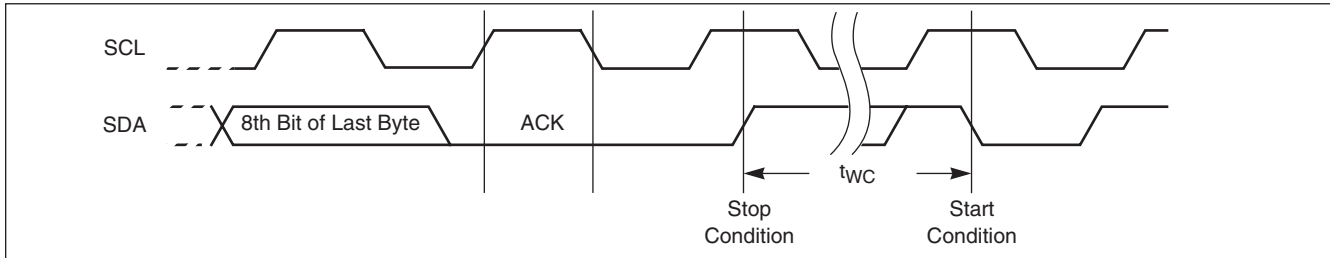 SCL
SDA
8th Bit of Last Byte
ACK
tWC
Stop
Condition
Start
Condition